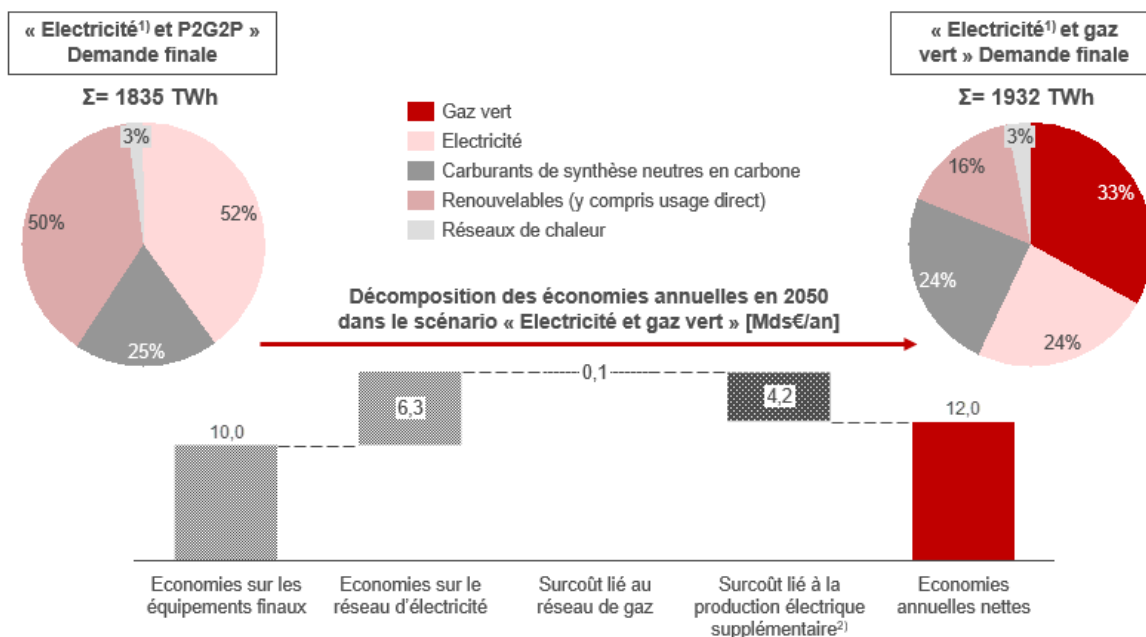 « Electricité1) et P2G2P »
Demande finale
Σ= 1835 TWh
3%
52%
50%
25%
Gaz vert
Electricité
Carburants de synthèse neutres en carbone
Renouvelables (y compris usage direct)
Réseaux de chaleur
« Electricité1) et gaz
vert » Demande finale
Σ= 1932 TWh
3%
16%
33%
24%
24%
Décomposition des économies annuelles en 2050
dans le scénario « Electricité et gaz vert » [Mds€/an]
10,0
6,3
0,1
4,2
12,0
Economies sur les
équipements finaux
Economies sur le
réseau d'électricité
Surcoût lié au
réseau de gaz
Surcoût lié à la
production électrique
supplémentaire2)
Economies
annuelles nettes